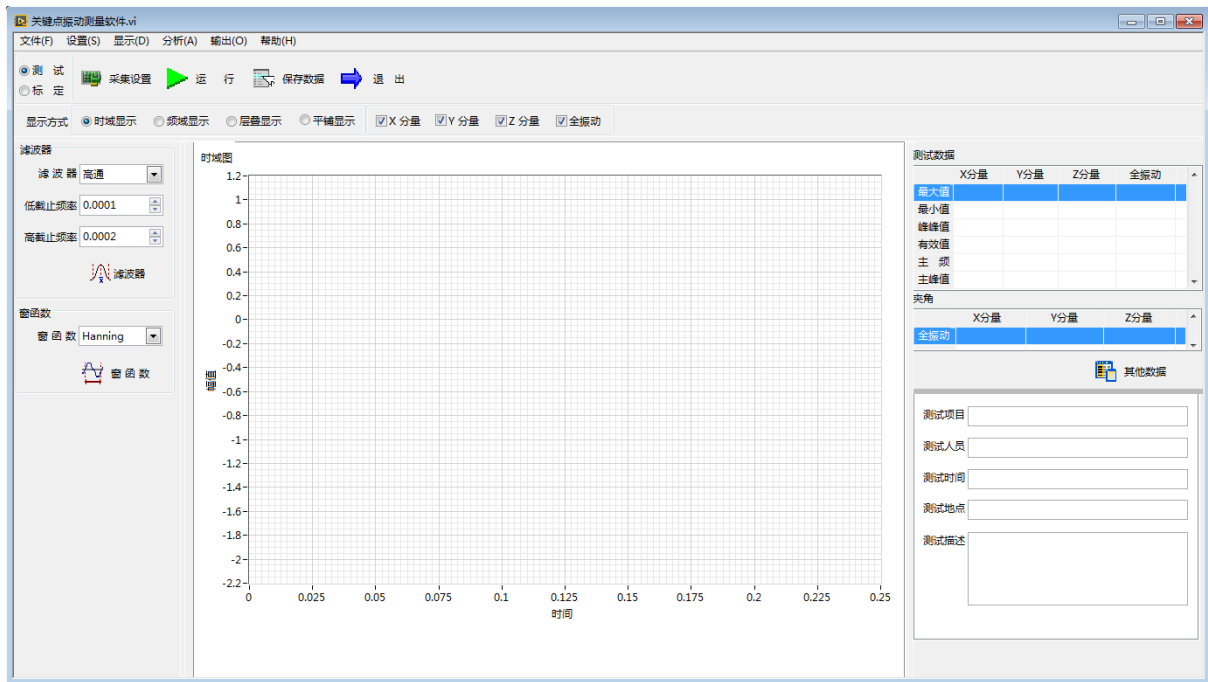 关键点振动测量软件.vi
文件(F) 设置(S) 显示(D) 分析(A) 输出(O) 帮助(H)
测 试
标 定
采集设置 运 行 保存数据 退 出
显示方式 时域显示 频域显示 层叠显示 平铺显示 X 分量 Y 分量 Z 分量 全振动
滤波器
滤 波 器 高通
低截止频率 0.0001
高截止频率 0.0002
滤波器
窗函数
窗 函 数 Hanning
窗 函 数
时域图
1.2
1
0.8
0.6
0.4
0.2
0
-0.2
-0.4
-0.6
-0.8
-1
-1.2
-1.4
-1.6
-1.8
-2
-2.2
幅值
0 0.025 0.05 0.075 0.1 0.125 0.15 0.175 0.2 0.225 0.25
时间
测试数据
X分量 Y分量 Z分量 全振动
最大值
最小值
峰峰值
有效值
主 频
主峰值
夹角
X分量 Y分量 Z分量
全振动
其他数据
测试项目
测试人员
测试时间
测试地点
测试描述